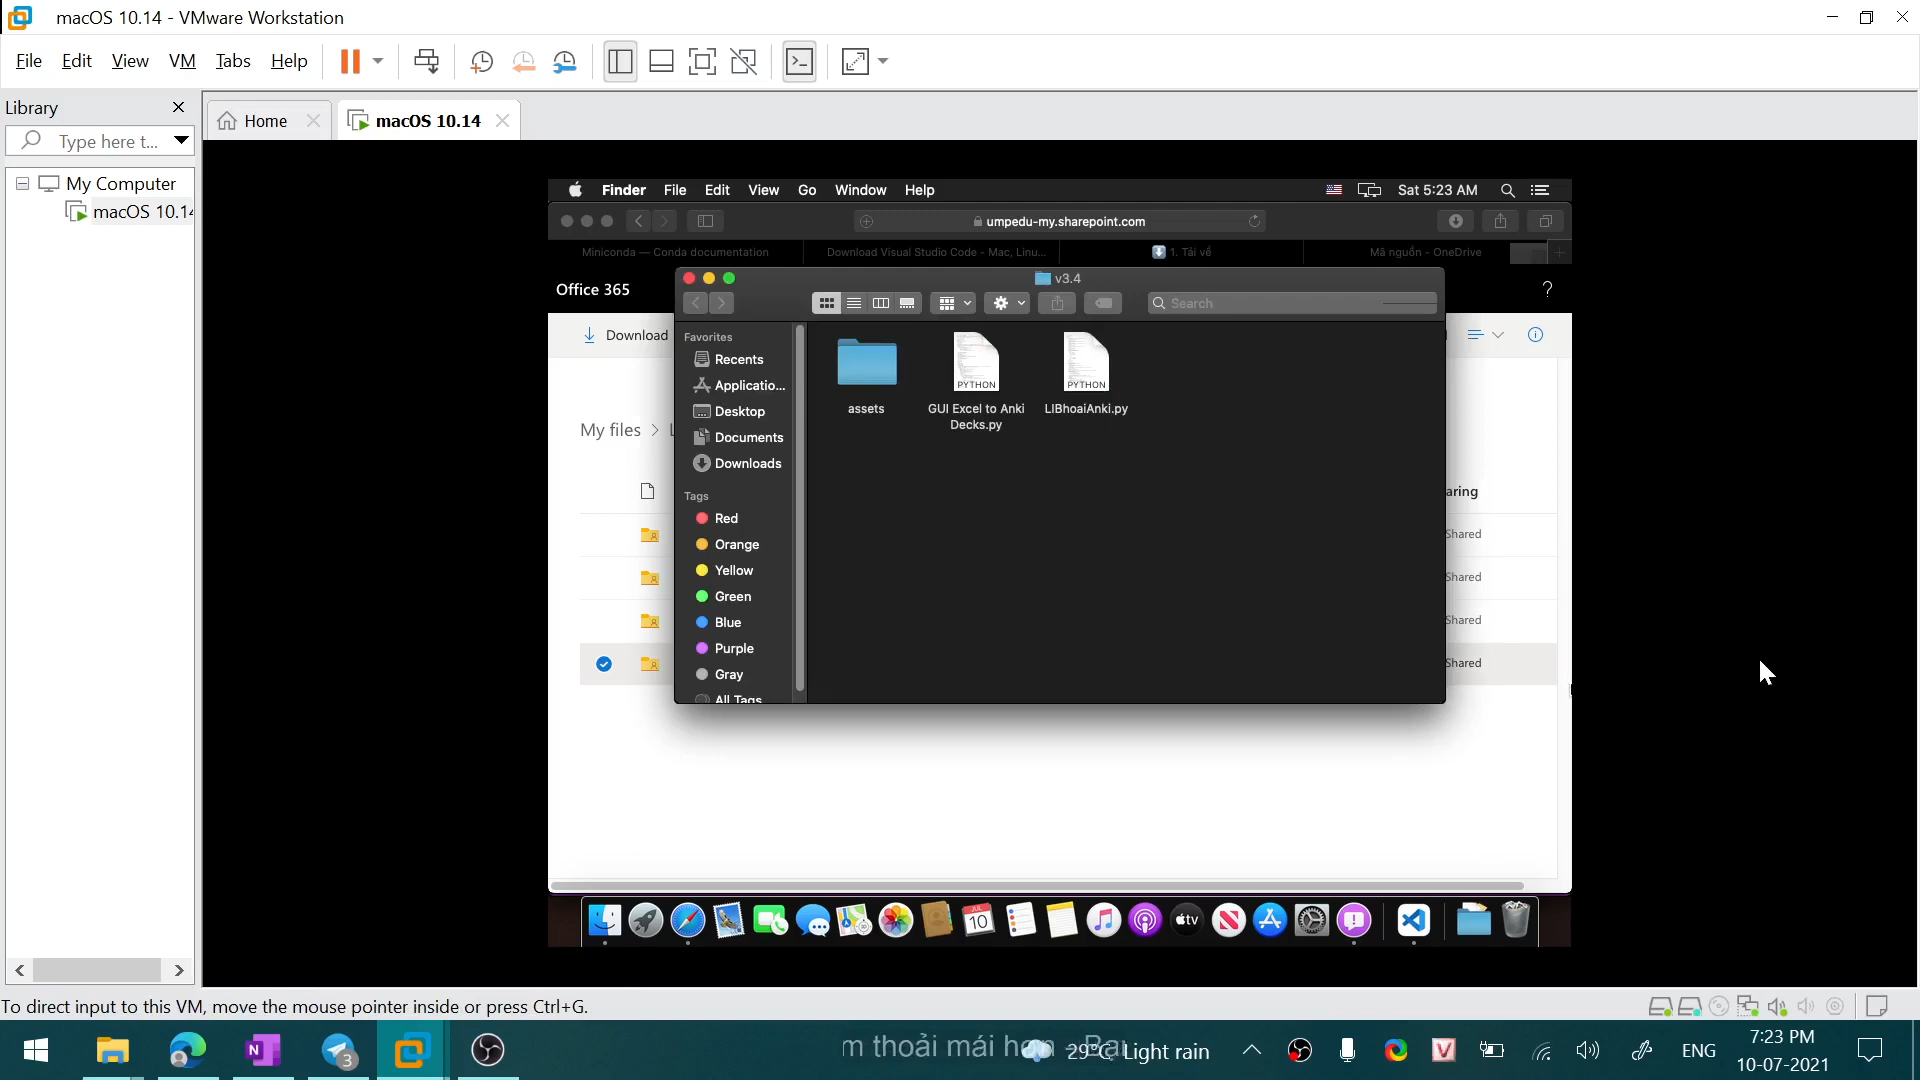 macOS 10.14 - VMware Workstation
File Edit View VM Tabs Help
Library
Type here t...
My Computer
macOS 10.14
Home
macOS 10.14
Finder File Edit View Go Window Help
Sat 5:23 AM
umpedu-my.sharepoint.com
Miniconda — Conda documentation
Download Visual Studio Code - Mac, Linu...
1. Tải về
Mã nguồn - OneDrive
Office 365
?
v3.4
Search
Download
My files >
Favorites
Recents
Applicatio...
Desktop
Documents
Downloads
Tags
Red
Orange
Yellow
Green
Blue
Purple
Gray
All Tags
assets
PYTHON
GUI Excel to Anki
Decks.py
PYTHON
LIBhoaiAnki.py
aring
Shared
Shared
Shared
Shared
JUL
10
tv
To direct input to this VM, move the mouse pointer inside or press Ctrl+G.
3
m thoải mái
29°C Light rain
ENG
7:23 PM
10-07-2021